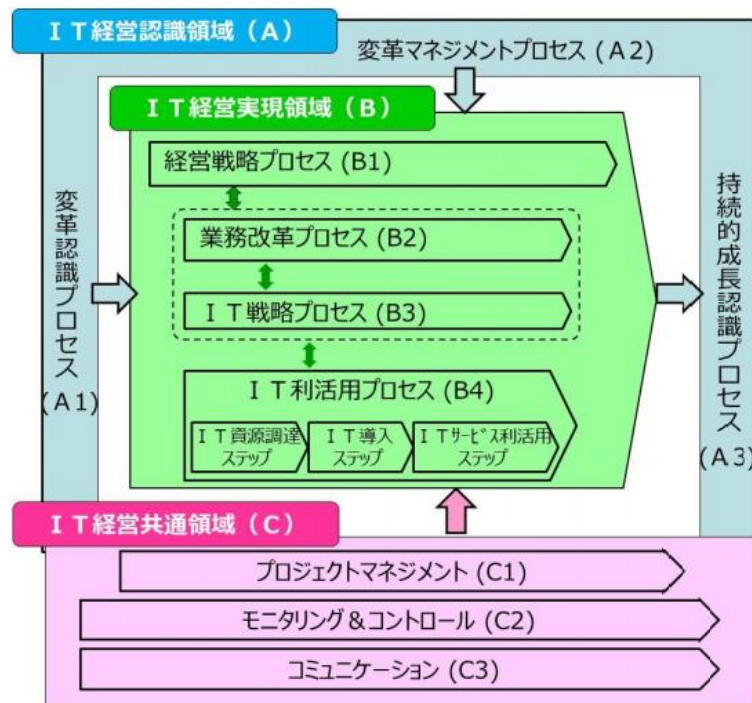 ＩＴ経営認識領域（Ａ）
変革マネジメントプロセス (Ａ2)
ＩＴ経営実現領域（Ｂ）
経営戦略プロセス (B1)
業務改革プロセス (B2)
ＩＴ戦略プロセス (B3)
ＩＴ利活用プロセス (B4)
ＩＴ資源調達
ステップ
ＩＴ導入
ステップ
ＩＴｻｰﾋﾞｽ利活用
ステップ
変革認識プロセス
(Ａ1)
持続的成長認識プロセス
(Ａ3)
ＩＴ経営共通領域（Ｃ）
プロジェクトマネジメント (C1)
モニタリング＆コントロール (C2)
コミュニケーション (C3)